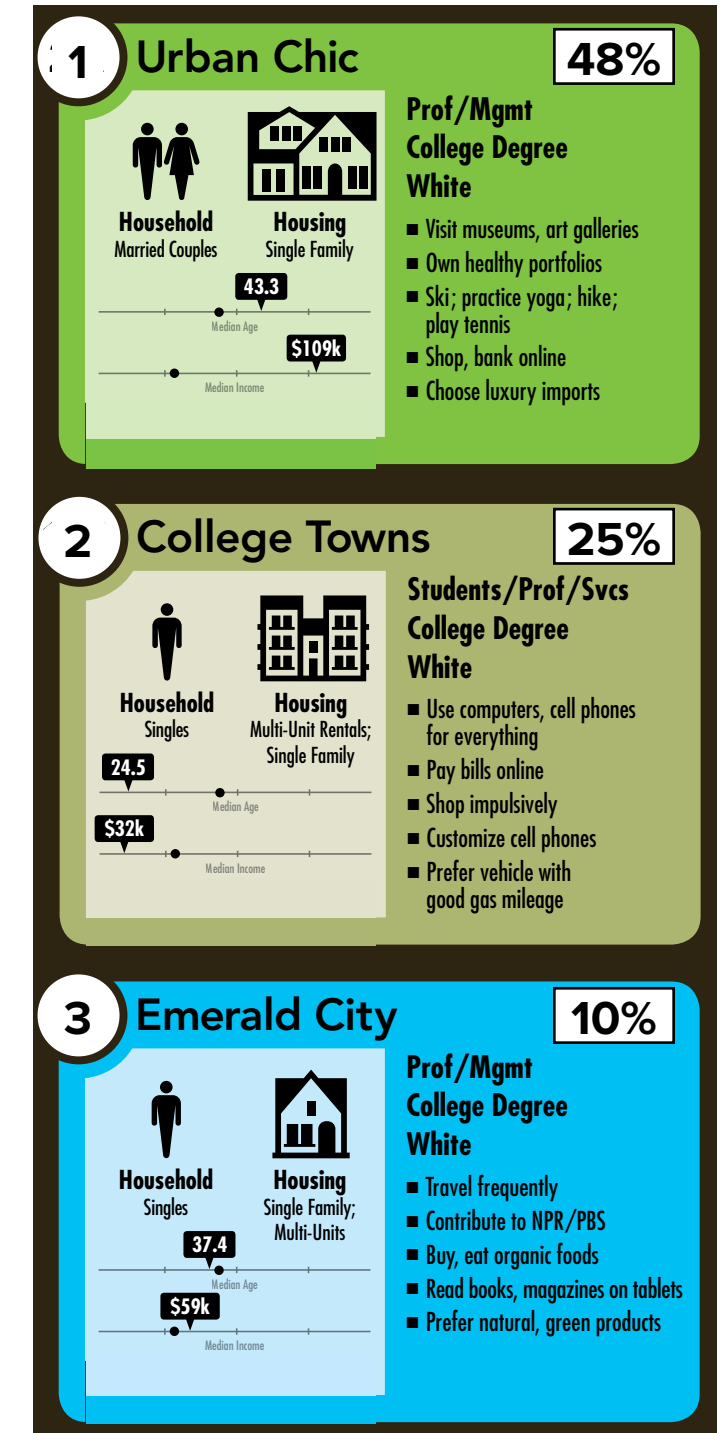 1
Urban Chic
48%
Household
Married Couples
Housing
Single Family
43.3
Median Age
$109k
Median Income
Prof/Mgmt
College Degree
White
■ Visit museums, art galleries
■ Own healthy portfolios
■ Ski; practice yoga; hike;
play tennis
■ Shop, bank online
■ Choose luxury imports
2
College Towns
25%
Household
Singles
Housing
Multi-Unit Rentals;
Single Family
24.5
Median Age
$32k
Median Income
Students/Prof/Svcs
College Degree
White
■ Use computers, cell phones
for everything
■ Pay bills online
■ Shop impulsively
■ Customize cell phones
■ Prefer vehicle with
good gas mileage
3
Emerald City
10%
Household
Singles
Housing
Single Family;
Multi-Units
37.4
Median Age
$59k
Median Income
Prof/Mgmt
College Degree
White
■ Travel frequently
■ Contribute to NPR/PBS
■ Buy, eat organic foods
■ Read books, magazines on tablets
■ Prefer natural, green products